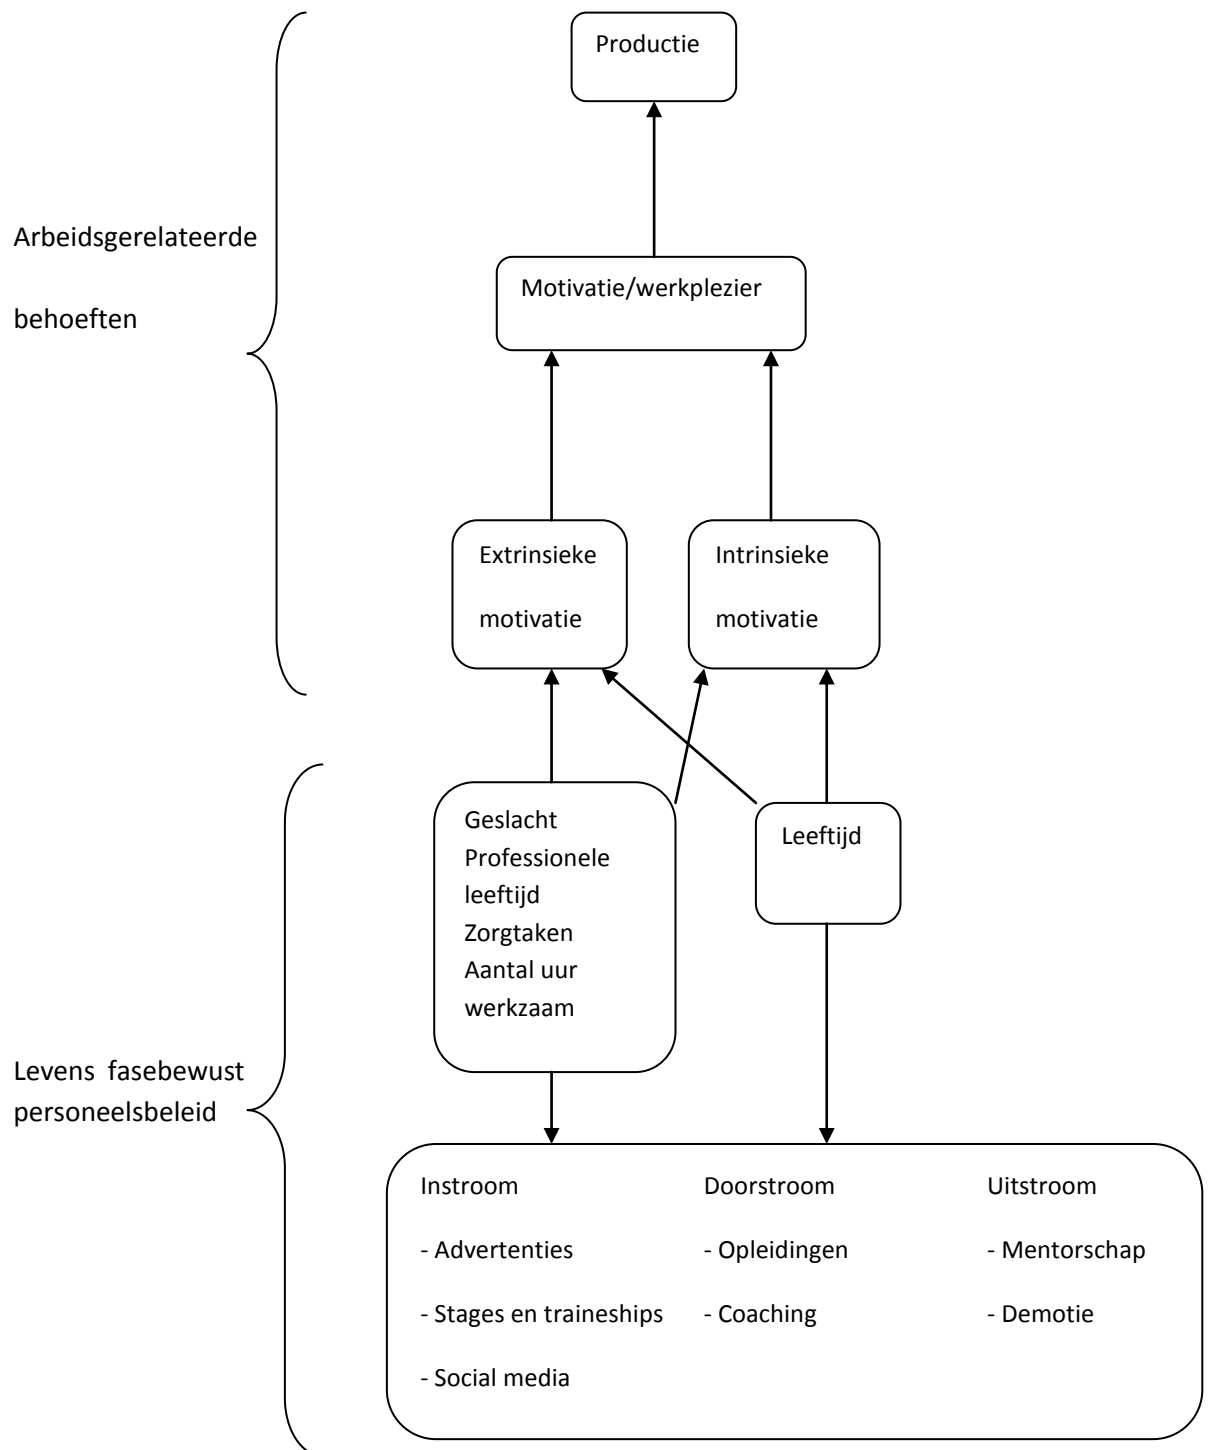 Productie
Arbeidsgerelateerde
behoeften
Motivatie/werkplezier
Extrinsieke
motivatie
Intrinsieke
motivatie
Geslacht
Professionele
leeftijd
Zorgtaken
Aantal uur
werkzaam
Leeftijd
Levens fasebewust
personeelsbeleid
Instroom
- Advertenties
- Stages en traineships
- Social media
Doorstroom
- Opleidingen
- Coaching
Uitstroom
- Mentorschap
- Demotie